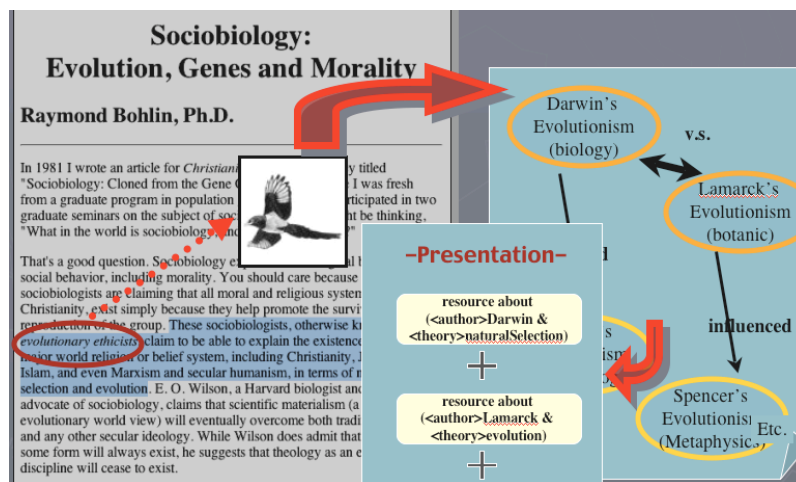 Sociobiology:
Evolution, Genes and Morality
Raymond Bohlin, Ph.D.
In 1981 I wrote an article for Christian y titled
"Sociobiology: Cloned from the Gene I was fresh
from a graduate program in population articipated in two
graduate seminars on the subject of soc ht be thinking,
"What in the world is sociobiology, and
That's a good question. Sociobiology ex
social behavior, including morality. You should care because
sociobiologists are claiming that all moral and religious system
Christianity, exist simply because they help promote the surviv
reproduction of the group. These sociobiologists, otherwise kn
evolutionary ethicists claim to be able to explain the existence
major world religion or belief system, including Christianity, J
Islam, and even Marxism and secular humanism, in terms of n
selection and evolution. E. O. Wilson, a Harvard biologist and
advocate of sociobiology, claims that scientific materialism (a
evolutionary world view) will eventually overcome both tradi
and any other secular ideology. While Wilson does admit that
some form will always exist, he suggests that theology as an e
discipline will cease to exist.
-Presentation-
resource about
(<author>Darwin &
<theory>naturalSelection)
+
resource about
(<author>Lamarck &
<theory>evolution)
+
Darwin's
Evolutionism
(biology)
v.s.
Lamarck's
Evolutionism
(botanic)
d
influenced
s
ism
Spencer's
Evolutionism
(Metaphysics)
Etc.